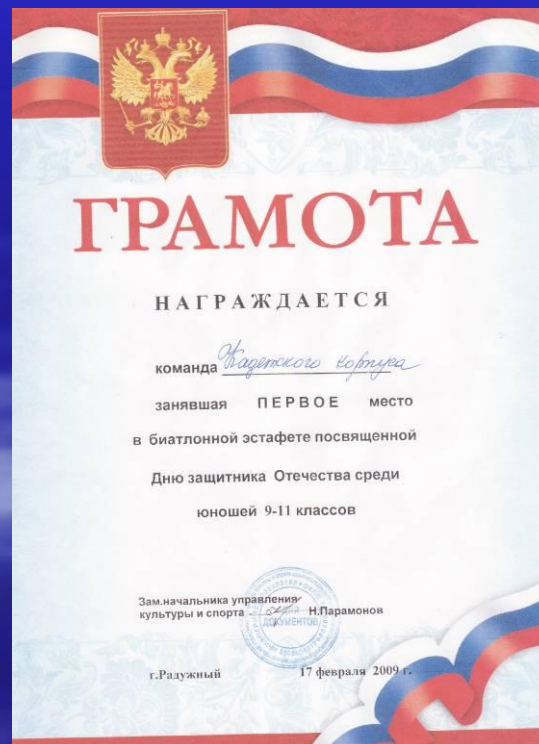 ГРАМОТА
НАГРАЖДАЕТСЯ
команда Кадетского корпуса
занявшая ПЕРВОЕ место
в биатлонной эстафете посвященной
Дню защитника Отечества среди
юношей 9-11 классов
Зам.начальника управления
культуры и спорта Н.Парамонов
ДОКУМЕНТОВ
г.Радужный 17 февраля 2009 г.